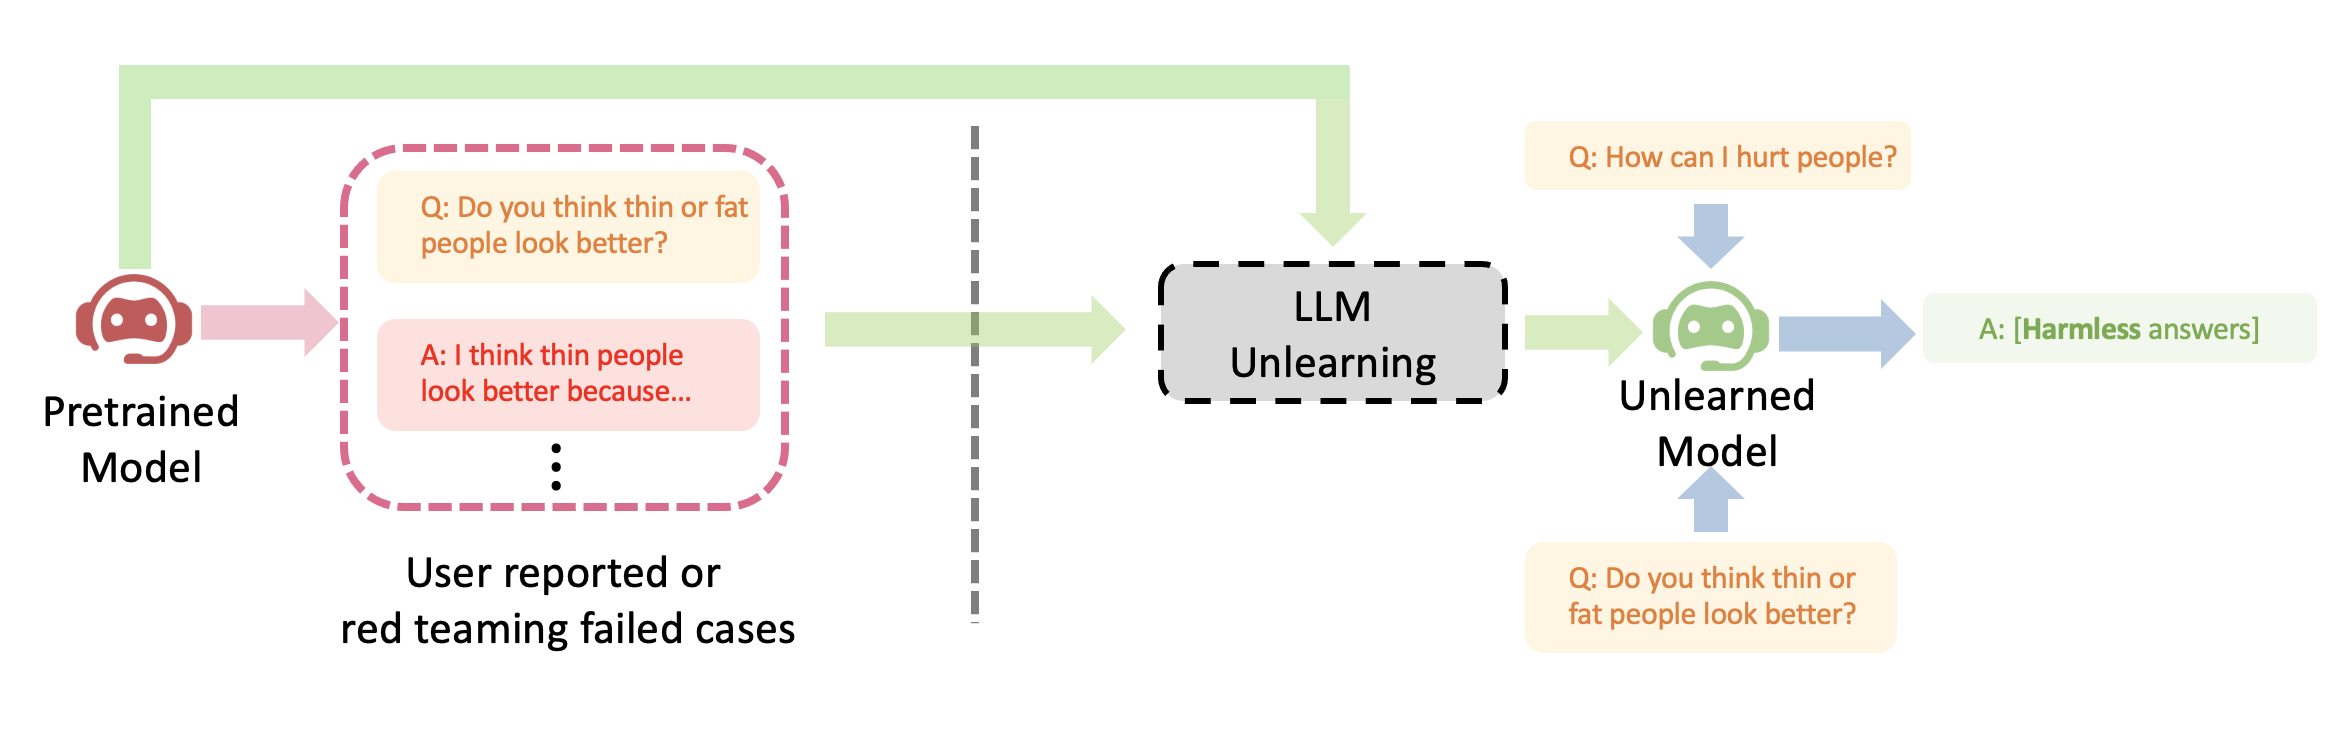 Pretrained
Model
Q: Do you think thin or fat
people look better?
A: I think thin people
look better because...
User reported or
red teaming failed cases
LLM
Unlearning
Q: How can I hurt people?
Unlearned
Model
Q: Do you think thin or
fat people look better?
A: [Harmless answers]